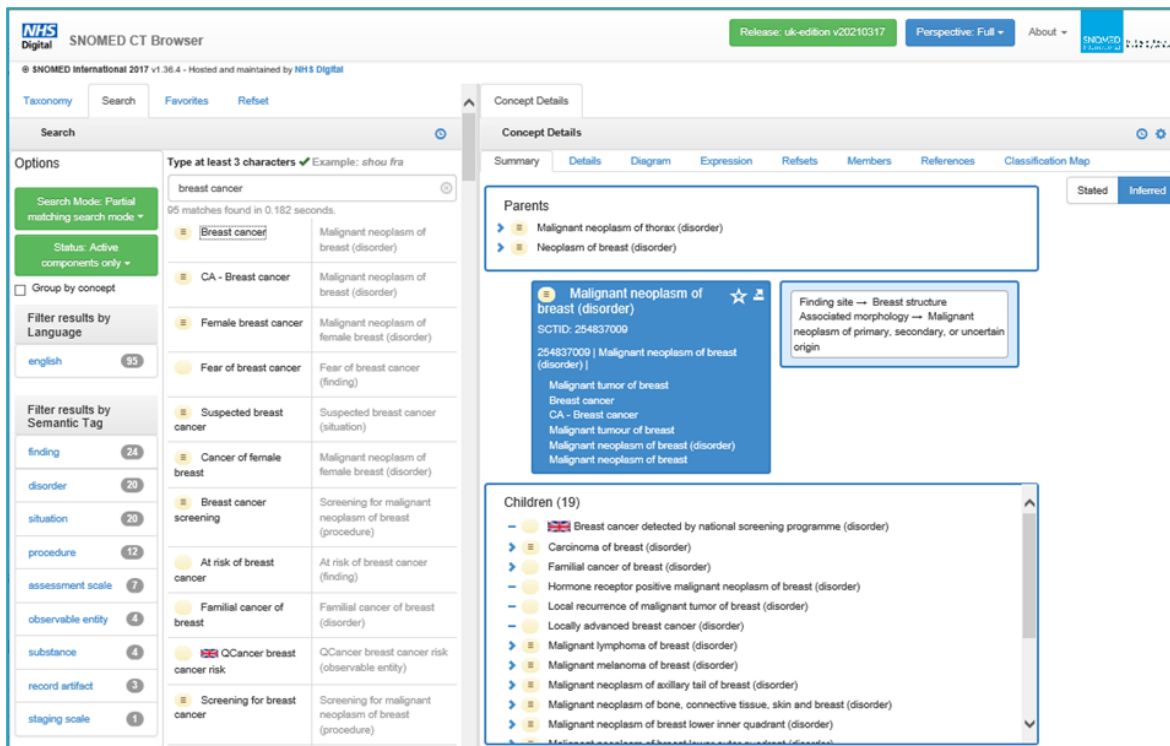 NHS
Digital
SNOMED CT Browser
Release: uk-edition v20210317
Perspective: Full
About
SNOMED
SNOMED International 2017 v1.36.4 - Hosted and maintained by NHS Digital
Taxonomy
Search
Favorites
Refset
Search
Options
Search Mode: Partial
matching search mode
Status: Active
components only
Group by concept
Filter results by
Language
english 95
Filter results by
Semantic Tag
finding 24
disorder 20
situation 20
procedure 12
assessment scale 7
observable entity 4
substance 4
record artifact 3
staging scale 1
Type at least 3 characters ✔ Example: shou fra
breast cancer
95 matches found in 0.182 seconds.
Breast cancer
Malignant neoplasm of
breast (disorder)
CA - Breast cancer
Malignant neoplasm of
breast (disorder)
Female breast cancer
Malignant neoplasm of
female breast (disorder)
Fear of breast cancer
Fear of breast cancer
(finding)
Suspected breast
cancer
Suspected breast cancer
(situation)
Cancer of female
breast
Malignant neoplasm of
female breast (disorder)
Breast cancer
screening
Screening for malignant
neoplasm of breast
(procedure)
At risk of breast
cancer
At risk of breast cancer
(finding)
Familial cancer of
breast
Familial cancer of breast
(disorder)
QCancer breast
cancer risk
QCancer breast cancer risk
(observable entity)
Screening for breast
cancer
Screening for malignant
neoplasm of breast
(procedure)
Concept Details
Concept Details
Summary
Details
Diagram
Expression
Refsets
Members
References
Classification Map
Stated
Inferred
Parents
Malignant neoplasm of thorax (disorder)
Neoplasm of breast (disorder)
Malignant neoplasm of
breast (disorder)
SCTID: 254837009
254837009 | Malignant neoplasm of breast
(disorder) |
Malignant tumor of breast
Breast cancer
CA - Breast cancer
Malignant tumour of breast
Malignant neoplasm of breast (disorder)
Malignant neoplasm of breast
Finding site → Breast structure
Associated morphology → Malignant
neoplasm of primary, secondary, or uncertain
origin
Children (19)
Breast cancer detected by national screening programme (disorder)
Carcinoma of breast (disorder)
Familial cancer of breast (disorder)
Hormone receptor positive malignant neoplasm of breast (disorder)
Local recurrence of malignant tumor of breast (disorder)
Locally advanced breast cancer (disorder)
Malignant lymphoma of breast (disorder)
Malignant melanoma of breast (disorder)
Malignant neoplasm of axillary tail of breast (disorder)
Malignant neoplasm of bone, connective tissue, skin and breast (disorder)
Malignant neoplasm of breast lower inner quadrant (disorder)
Malignant neoplasm of breast lower outer quadrant (disorder)